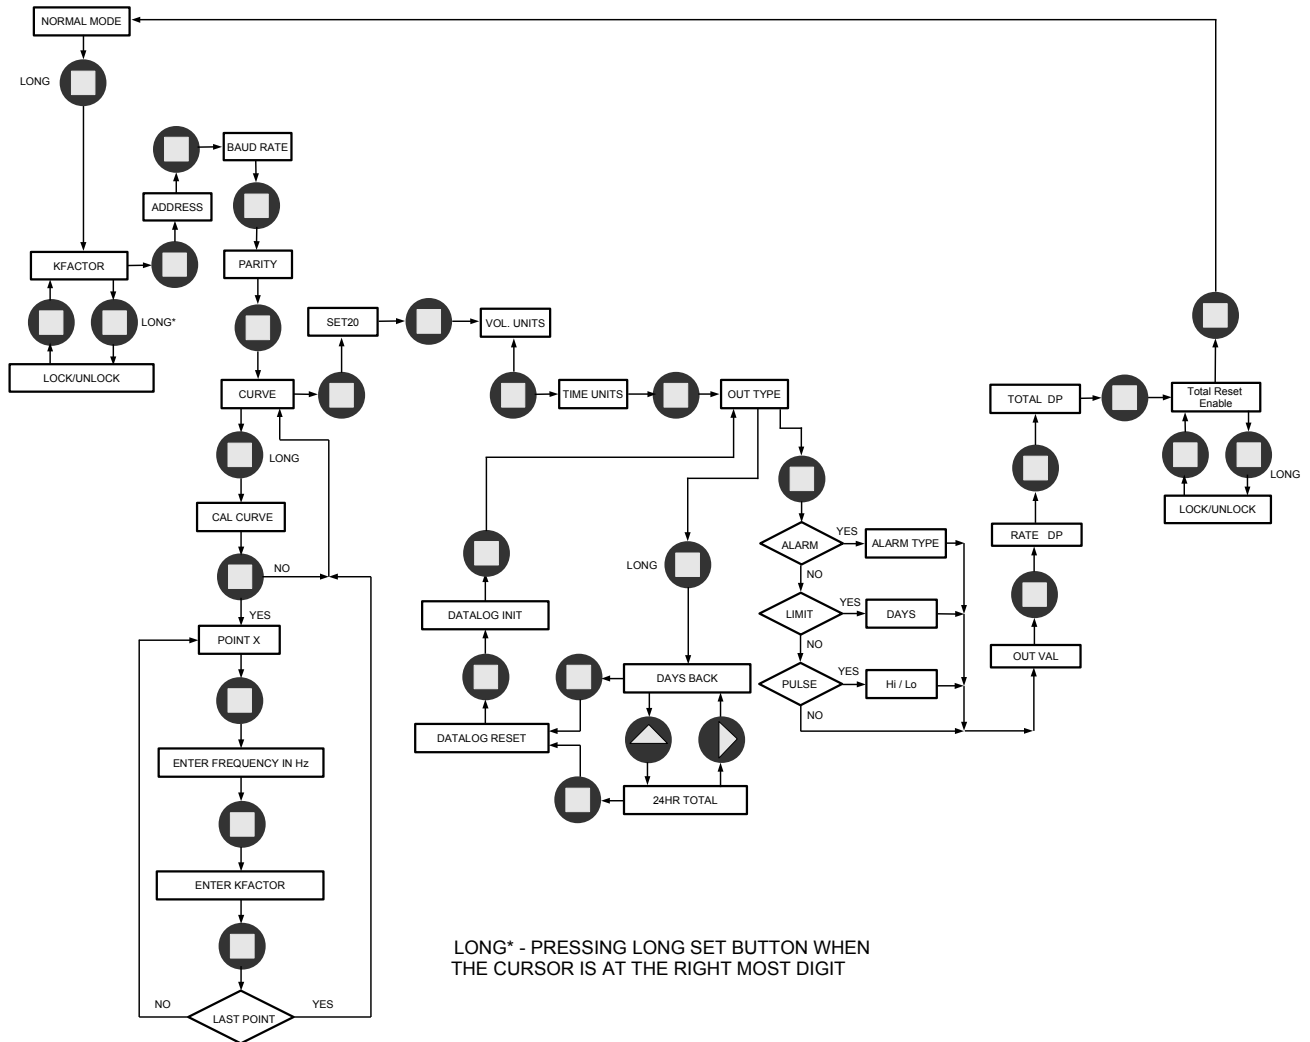 NORMAL MODE
LONG
BAUD RATE
ADDRESS
KFACTOR
PARITY
LONG*
LOCK/UNLOCK
SET20
VOL. UNITS
CURVE
TIME UNITS
OUT TYPE
TOTAL DP
Total Reset
Enable
LONG
LONG
CAL CURVE
LOCK/UNLOCK
RATE DP
ALARM
YES
ALARM TYPE
NO
LONG
NO
YES
DATALOG INIT
LIMIT
YES
DAYS
NO
POINT X
OUT VAL
DAYS BACK
PULSE
YES
Hi / Lo
NO
DATALOG RESET
ENTER FREQUENCY IN Hz
24HR TOTAL
ENTER KFACTOR
LONG* - PRESSING LONG SET BUTTON WHEN
THE CURSOR IS AT THE RIGHT MOST DIGIT
NO
YES
LAST POINT